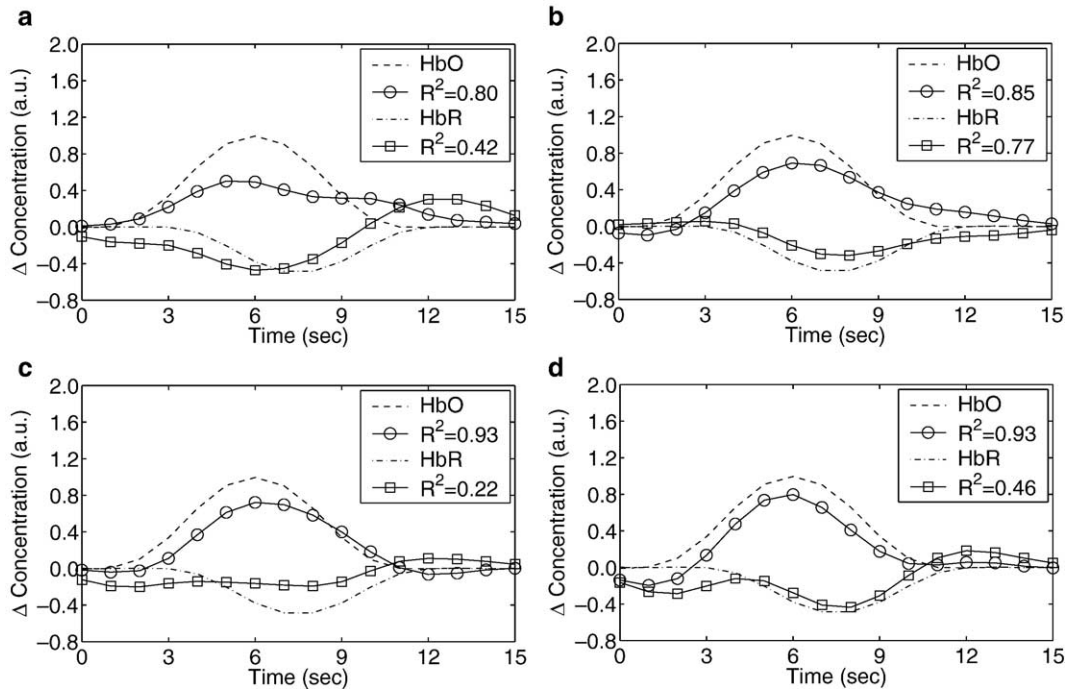 a
2.0
1.6
1.2
0.8
0.4
0.0
−0.4
−0.8
Δ Concentration (a.u.)
HbO
R²=0.80
HbR
R²=0.42
0 3 6 9 12 15
Time (sec)
b
2.0
1.6
1.2
0.8
0.4
0.0
−0.4
−0.8
Δ Concentration (a.u.)
HbO
R²=0.85
HbR
R²=0.77
0 3 6 9 12 15
Time (sec)
c
2.0
1.6
1.2
0.8
0.4
0.0
−0.4
−0.8
Δ Concentration (a.u.)
HbO
R²=0.93
HbR
R²=0.22
0 3 6 9 12 15
Time (sec)
d
2.0
1.6
1.2
0.8
0.4
0.0
−0.4
−0.8
Δ Concentration (a.u.)
HbO
R²=0.93
HbR
R²=0.46
0 3 6 9 12 15
Time (sec)